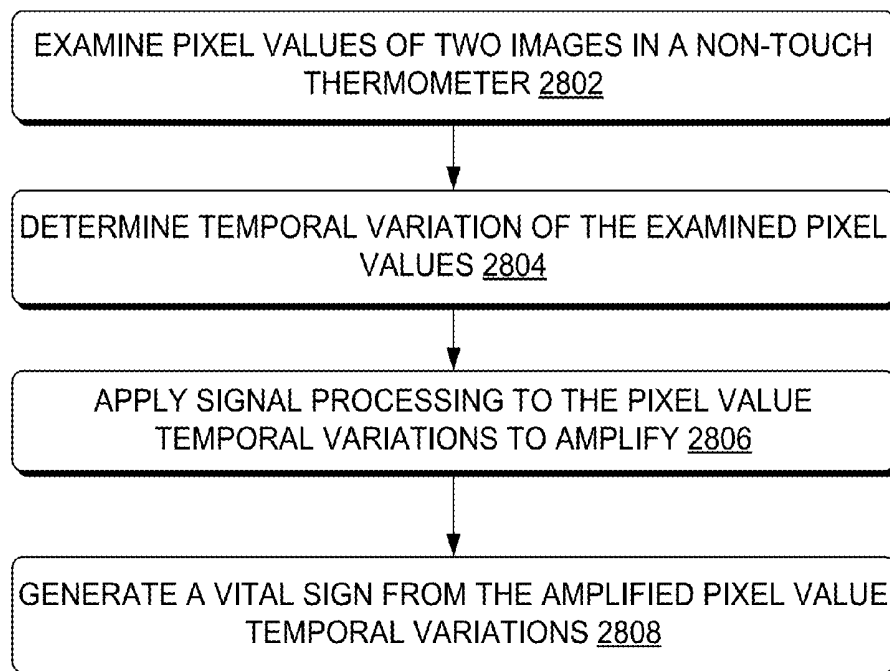 EXAMINE PIXEL VALUES OF TWO IMAGES IN A NON-TOUCH
THERMOMETER 2802
DETERMINE TEMPORAL VARIATION OF THE EXAMINED PIXEL
VALUES 2804
APPLY SIGNAL PROCESSING TO THE PIXEL VALUE
TEMPORAL VARIATIONS TO AMPLIFY 2806
GENERATE A VITAL SIGN FROM THE AMPLIFIED PIXEL VALUE
TEMPORAL VARIATIONS 2808